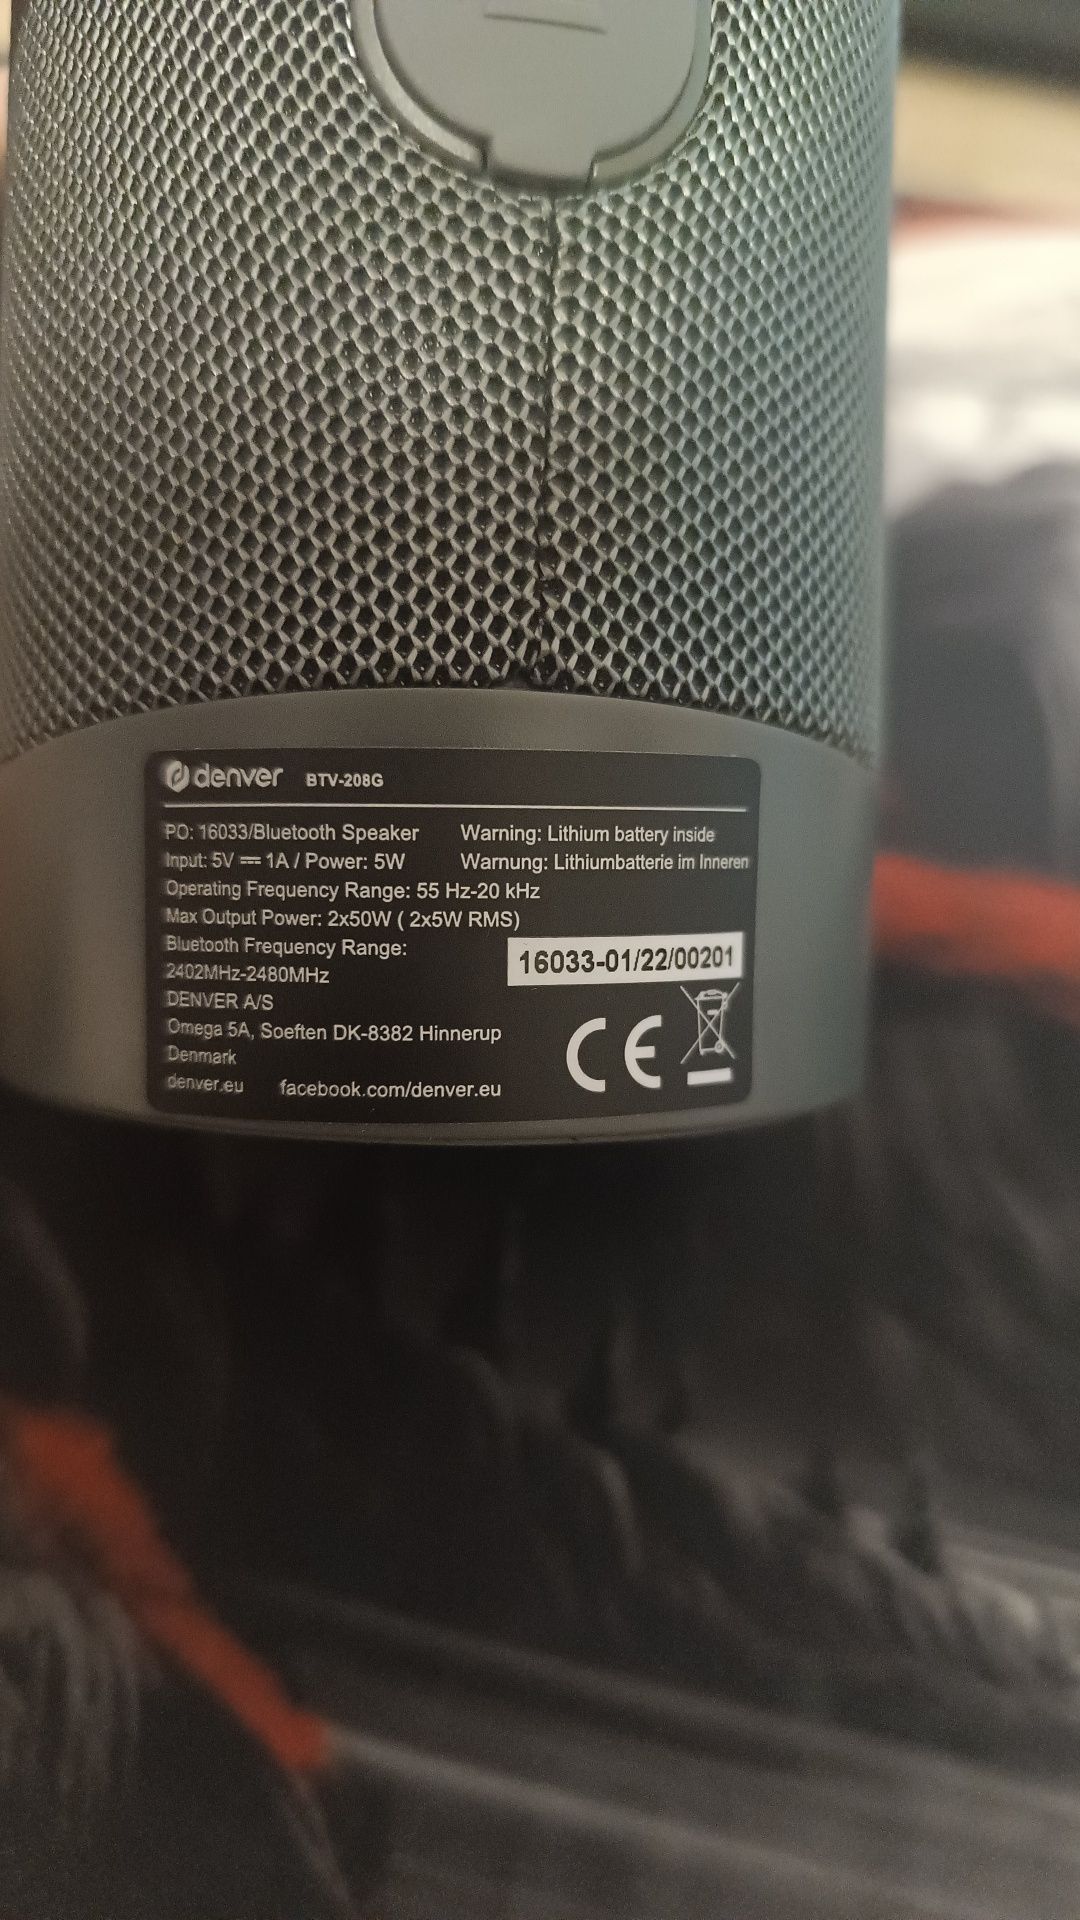 denver BTV-208G
PO: 16033/Bluetooth Speaker Warning: Lithium battery inside
Input: 5V ⎓ 1A / Power: 5W Warnung: Lithiumbatterie im Inneren
Operating Frequency Range: 55 Hz-20 kHz
Max Output Power: 2x50W ( 2x5W RMS)
Bluetooth Frequency Range:
2402MHz-2480MHz
16033-01/22/00201
DENVER A/S
Omega 5A, Soeften DK-8382 Hinnerup
Denmark
denver.eu facebook.com/denver.eu
CE